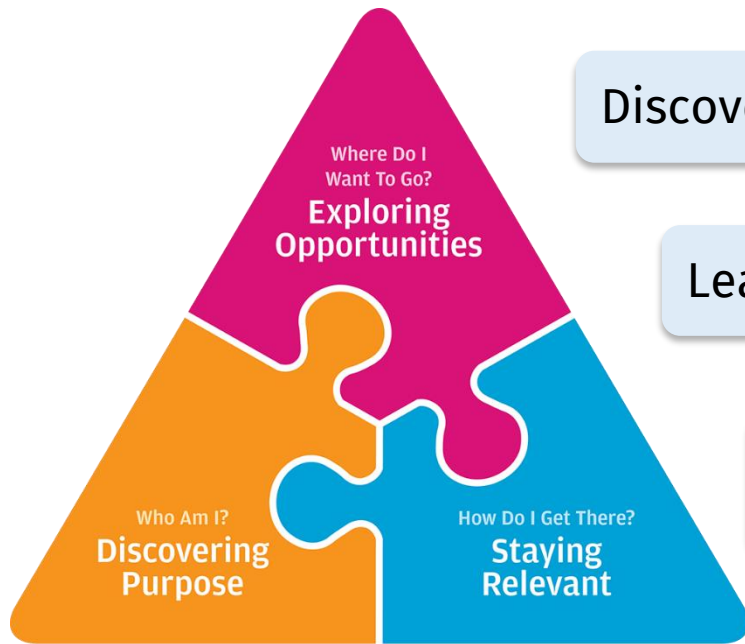 Where Do I
Want To Go?
Exploring
Opportunities
Who Am I?
Discovering
Purpose
How Do I Get There?
Staying
Relevant